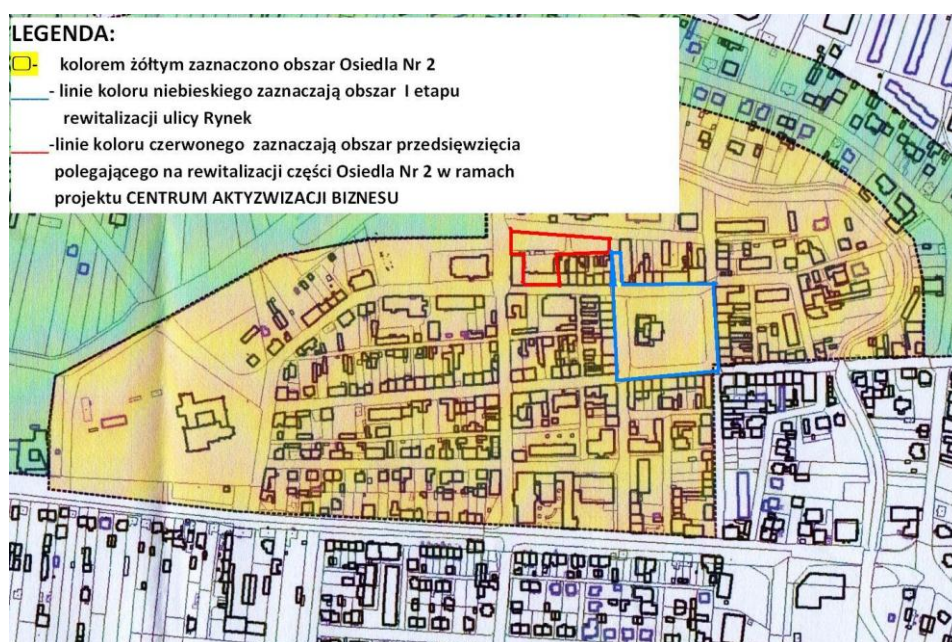 LEGENDA:
- kolorem żółtym zaznaczono obszar Osiedla Nr 2
- linie koloru niebieskiego zaznaczają obszar I etapu
rewitalizacji ulicy Rynek
-linie koloru czerwonego zaznaczają obszar przedsięwzięcia
polegającego na rewitalizacji części Osiedla Nr 2 w ramach
projektu CENTRUM AKTYZWIZACJI BIZNESU